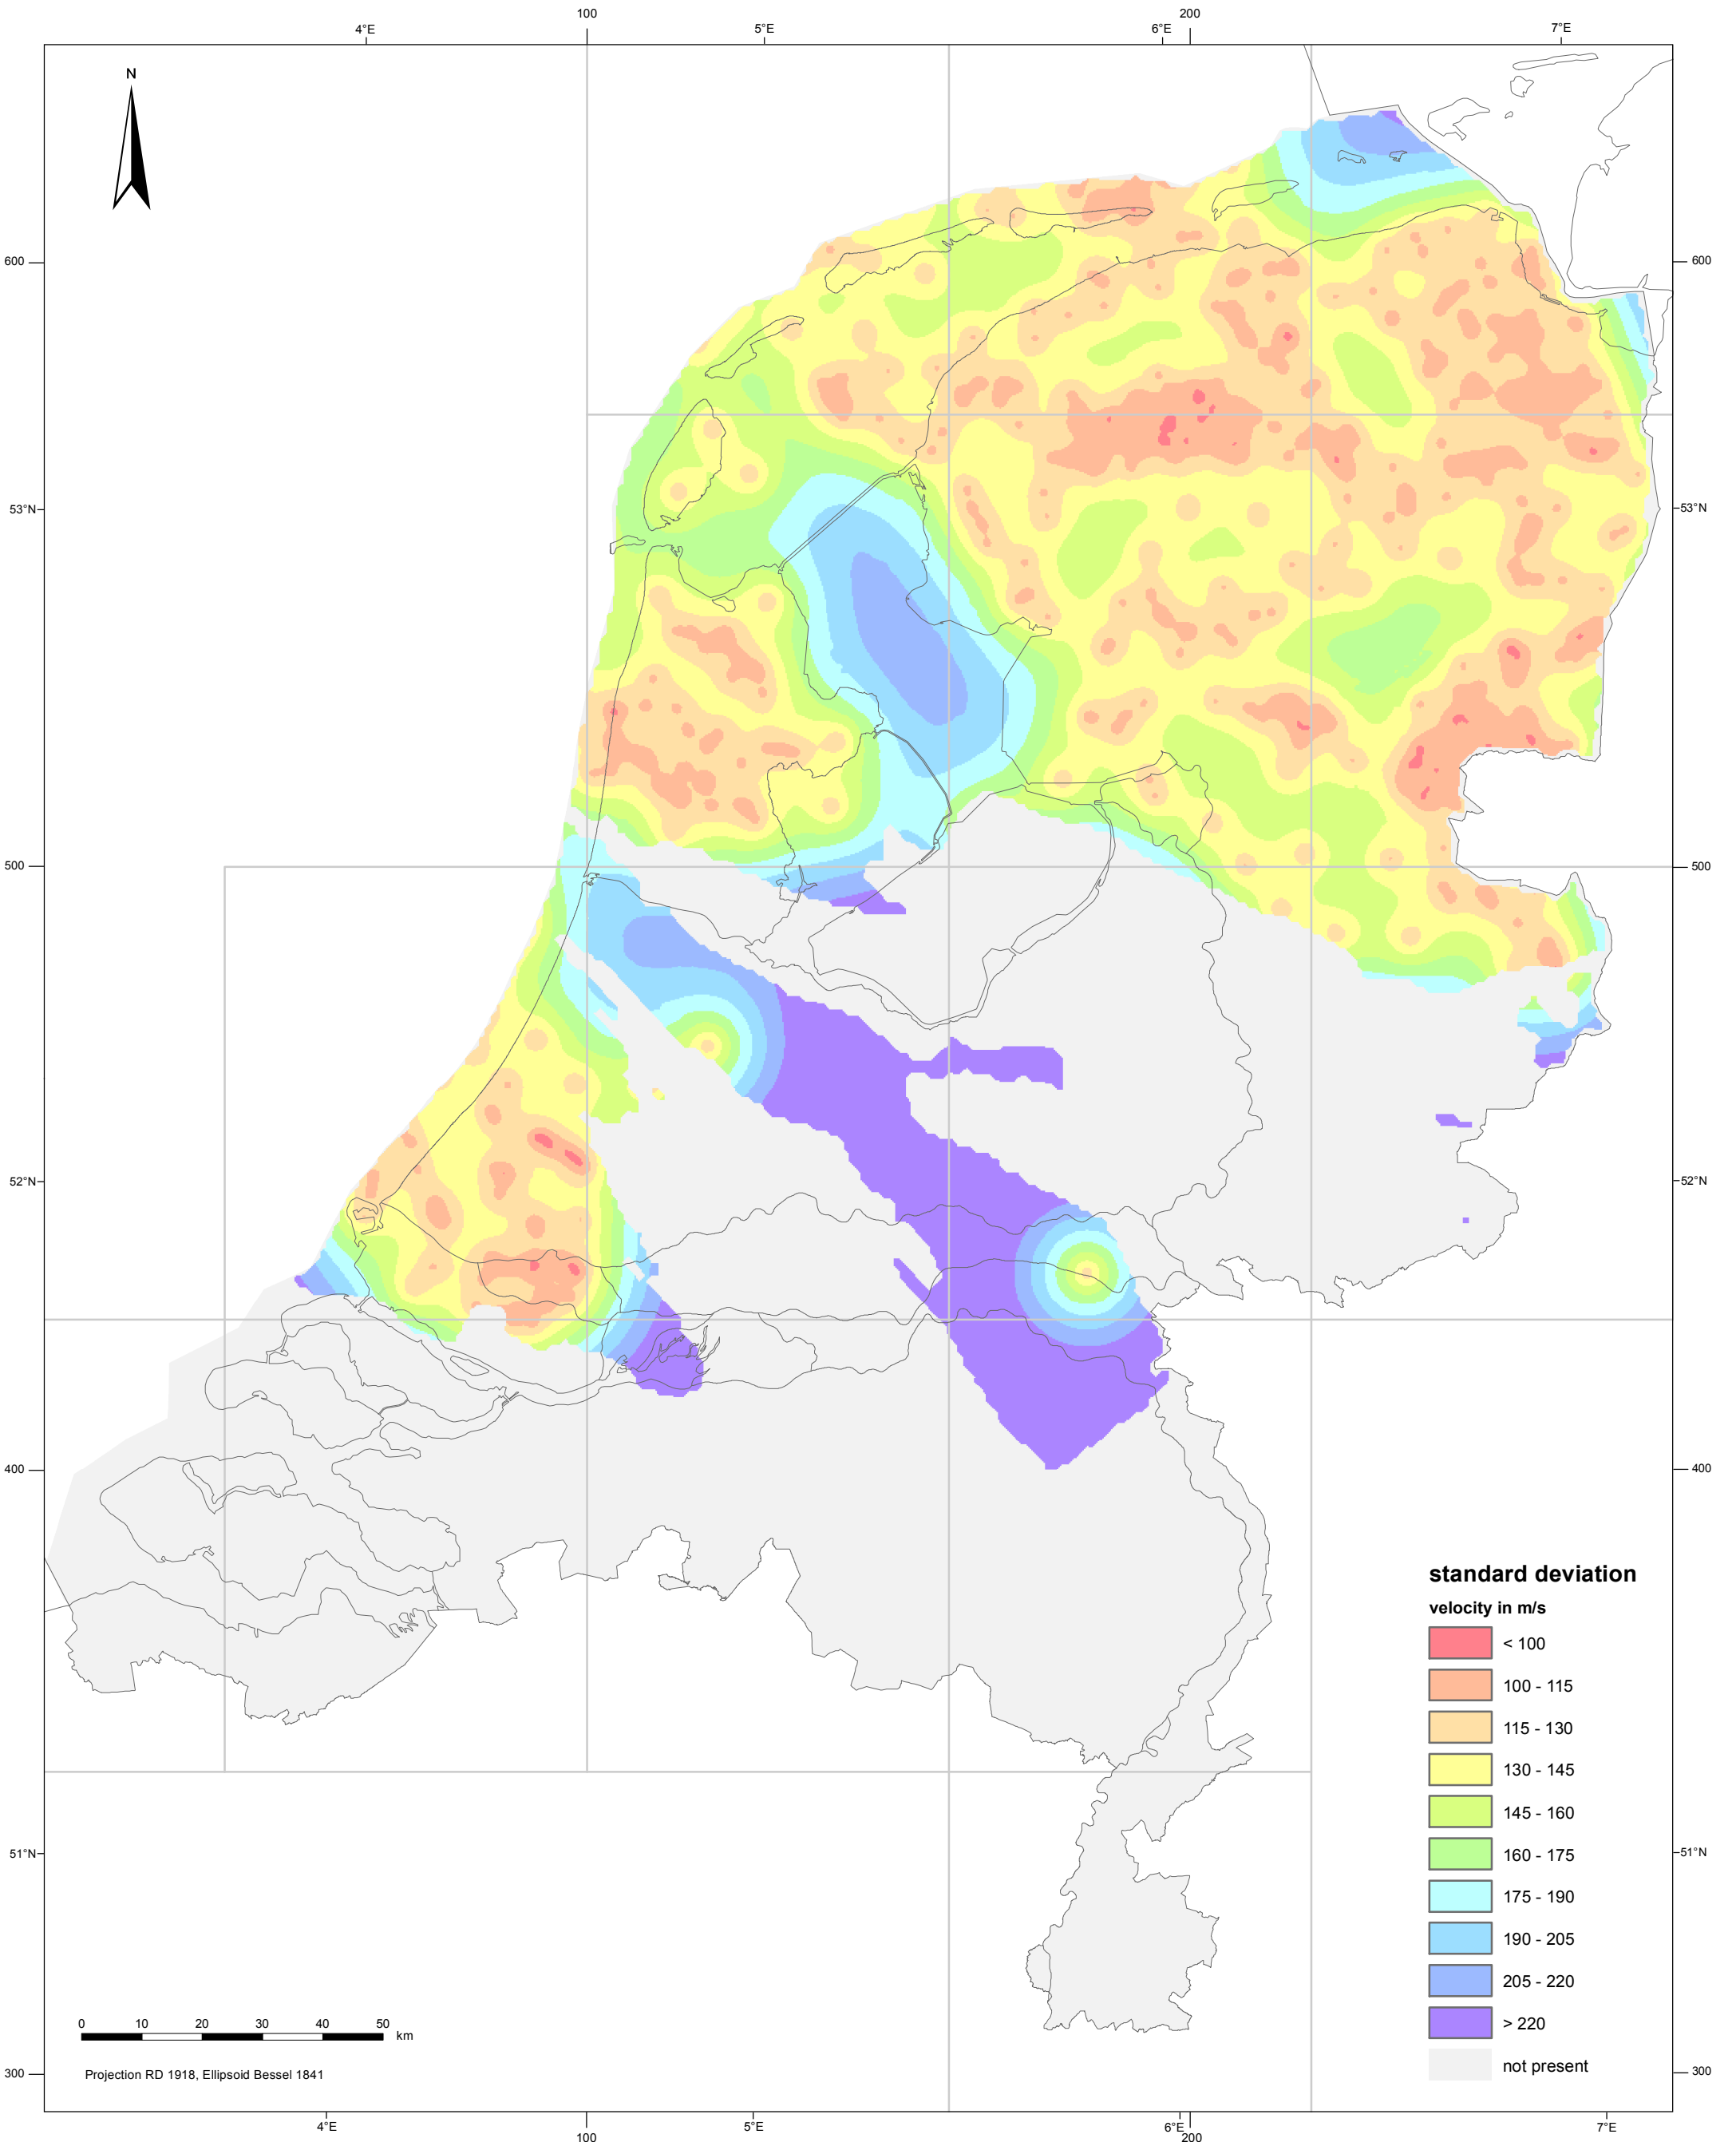 100 200
4°E 5°E 6°E 7°E
N
600 600
53°N 53°N
500 500
52°N 52°N
400 400
standard deviation
velocity in m/s
< 100
100 - 115
115 - 130
130 - 145
145 - 160
160 - 175
51°N 51°N
175 - 190
190 - 205
205 - 220
> 220
not present
0 10 20 30 40 50
km
Projection RD 1918, Ellipsoid Bessel 1841
300 300
4°E 5°E 6°E 7°E
100 200